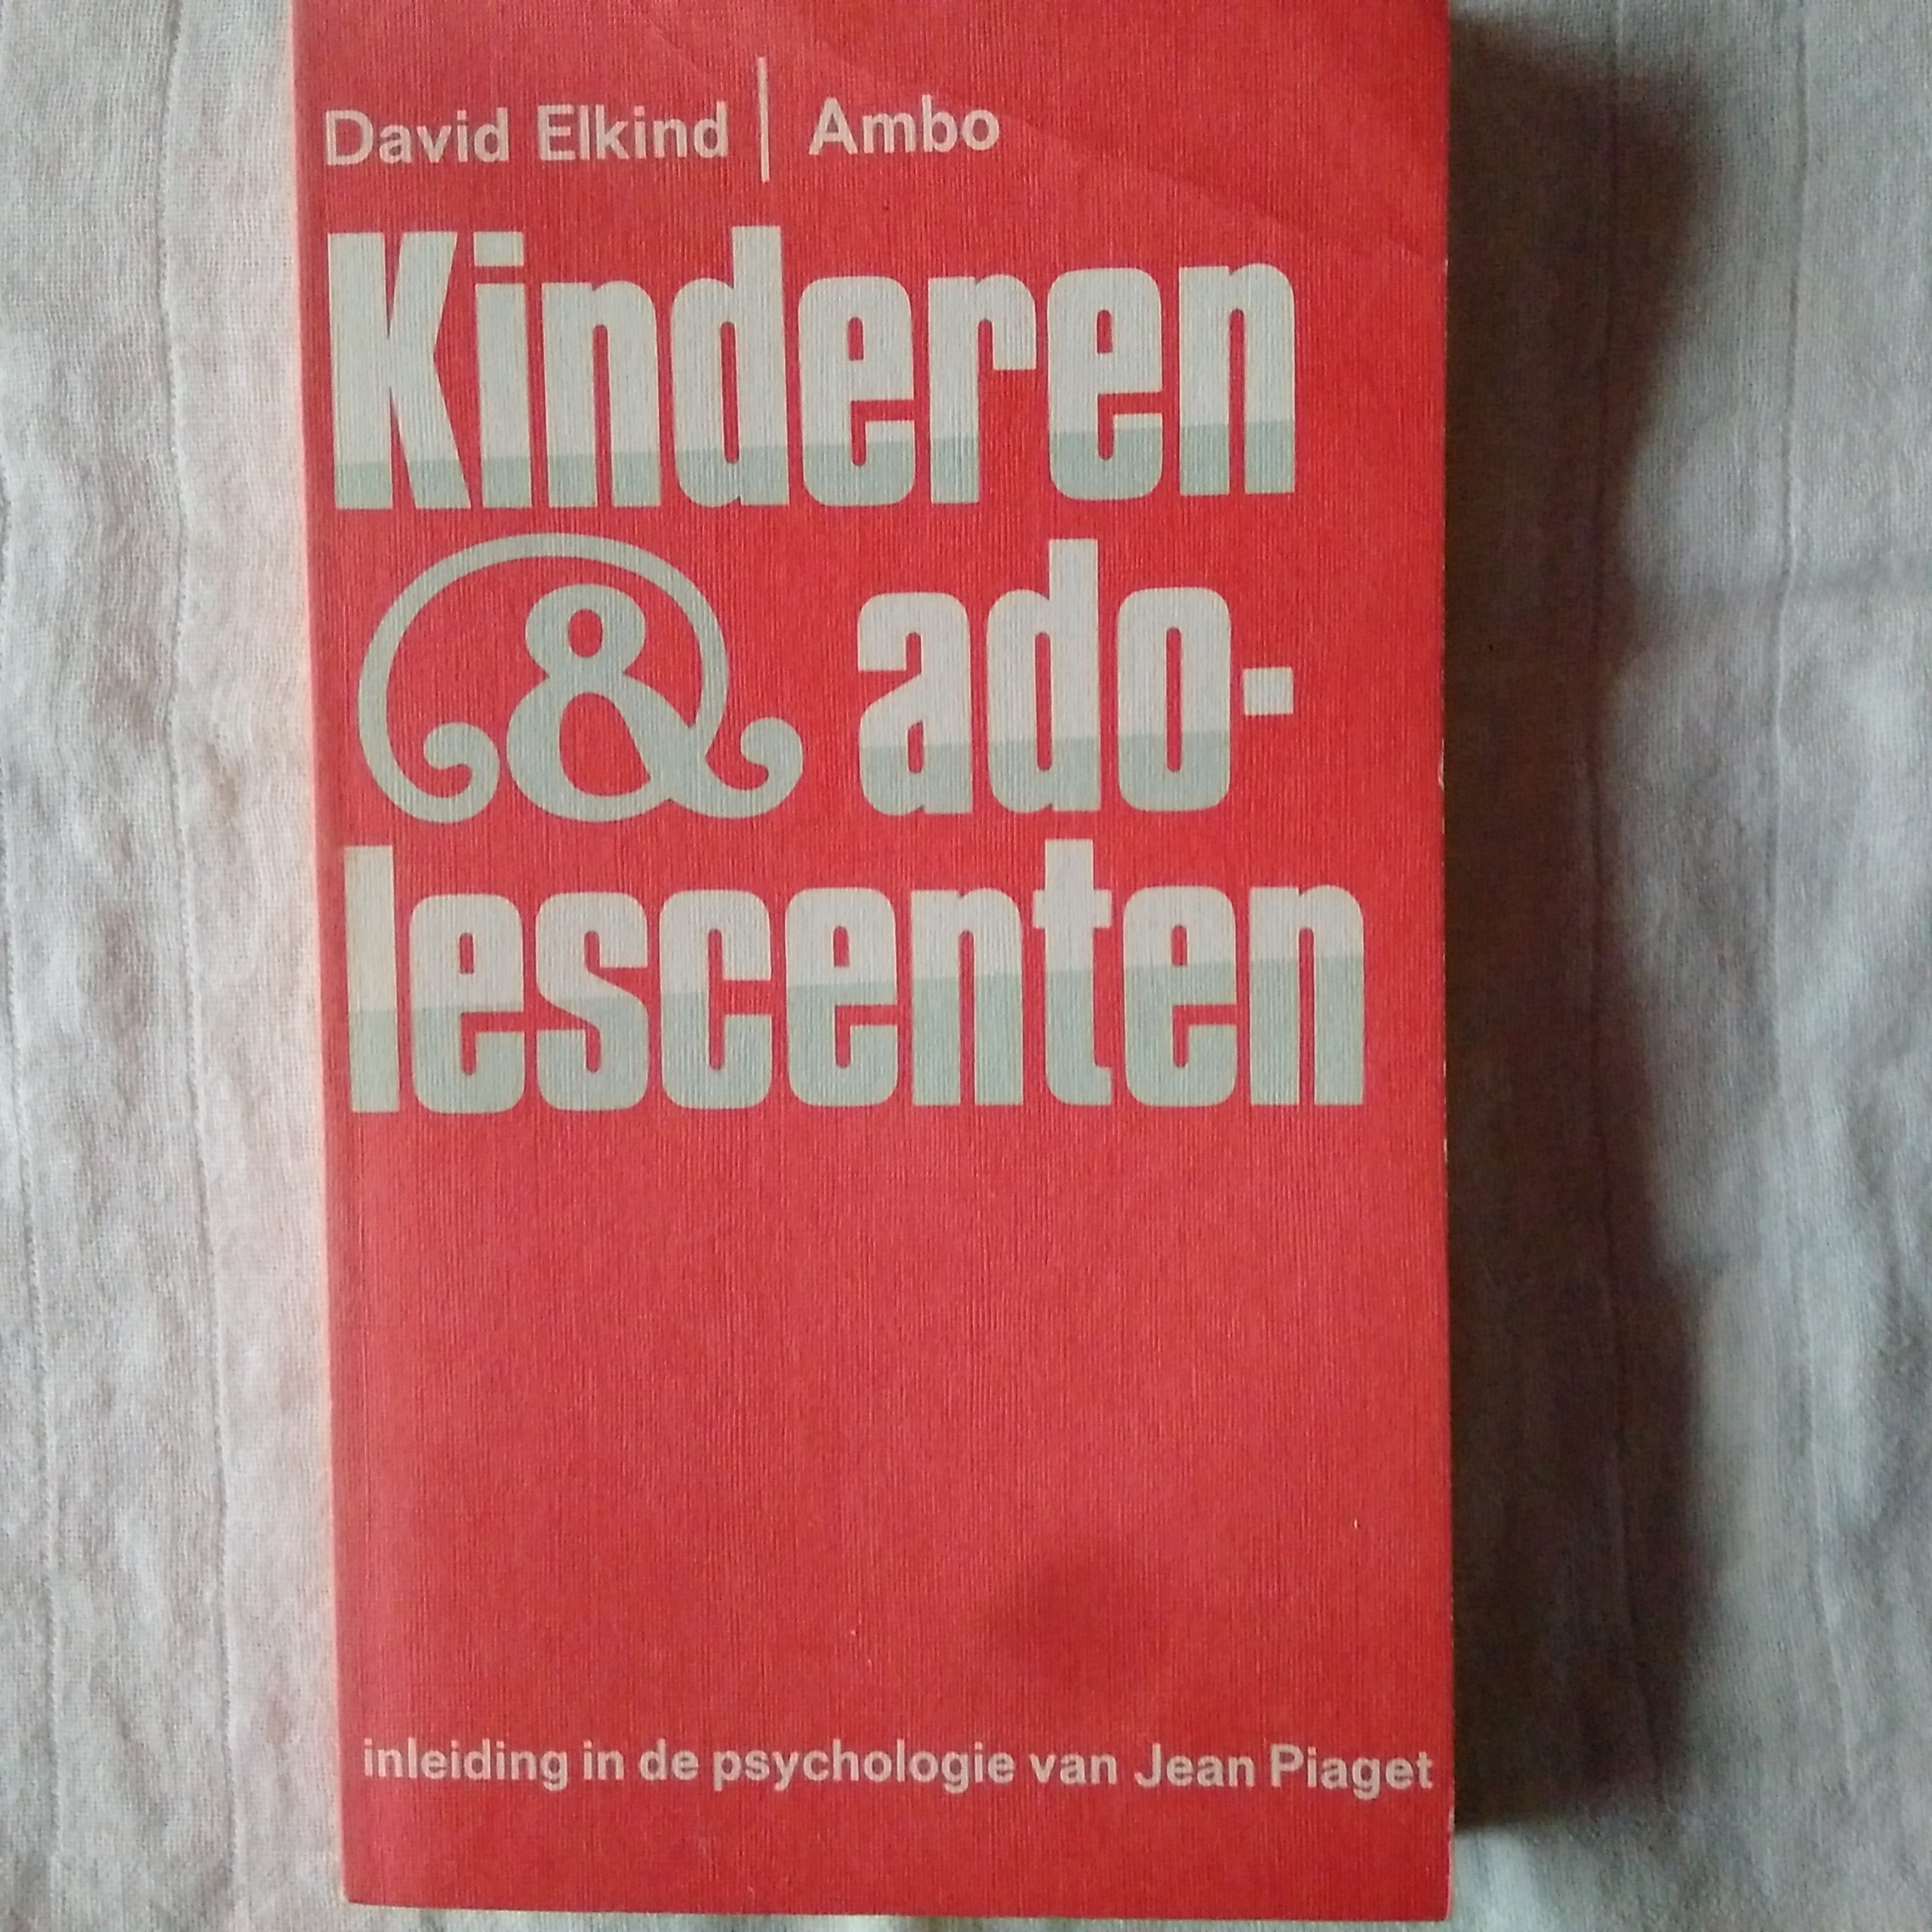 David Elkind | Ambo
Kinderen
& ado-
lescenten
inleiding in de psychologie van Jean Piaget